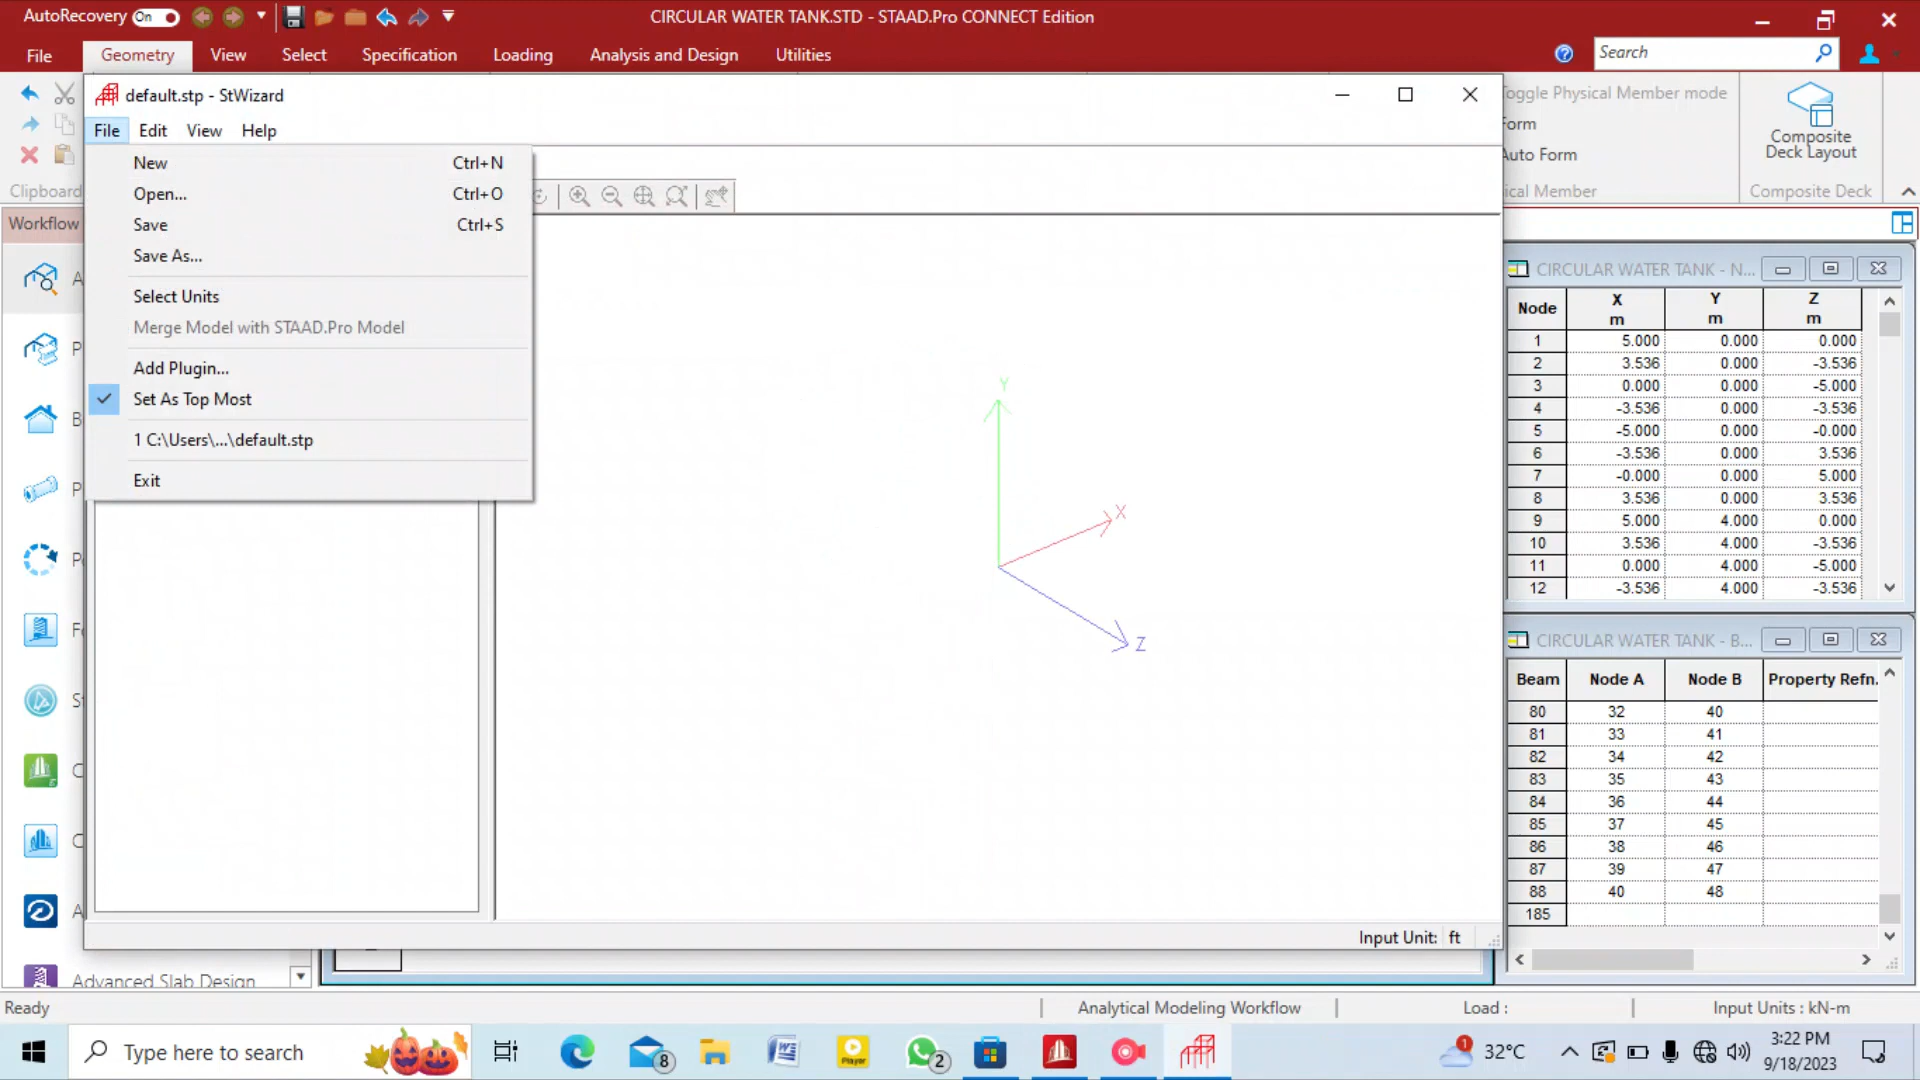 AutoRecovery On
CIRCULAR WATER TANK.STD - STAAD.Pro CONNECT Edition
File Geometry View Select Specification Loading Analysis and Design Utilities
Search
default.stp - StWizard
File Edit View Help
New Ctrl+N
Open... Ctrl+O
Save Ctrl+S
Save As...
Select Units
Merge Model with STAAD.Pro Model
Add Plugin...
Set As Top Most
1 C:\Users\...\default.stp
Exit
Clipboard
Workflow
Advanced Slab Design
Y
X
Z
Input Unit: ft
oggle Physical Member mode
Form
Auto Form
ical Member
Composite
Deck Layout
Composite Deck
CIRCULAR WATER TANK - N...
Node X Y Z
m m m
1 5.000 0.000 0.000
2 3.536 0.000 -3.536
3 0.000 0.000 -5.000
4 -3.536 0.000 -3.536
5 -5.000 0.000 -0.000
6 -3.536 0.000 3.536
7 -0.000 0.000 5.000
8 3.536 0.000 3.536
9 5.000 4.000 0.000
10 3.536 4.000 -3.536
11 0.000 4.000 -5.000
12 -3.536 4.000 -3.536
CIRCULAR WATER TANK - B...
Beam Node A Node B Property Refn.
80 32 40
81 33 41
82 34 42
83 35 43
84 36 44
85 37 45
86 38 46
87 39 47
88 40 48
185
Ready
Analytical Modeling Workflow
Load :
Input Units : kN-m
Type here to search
8
Player
2
1
32°C
3:22 PM
9/18/2023